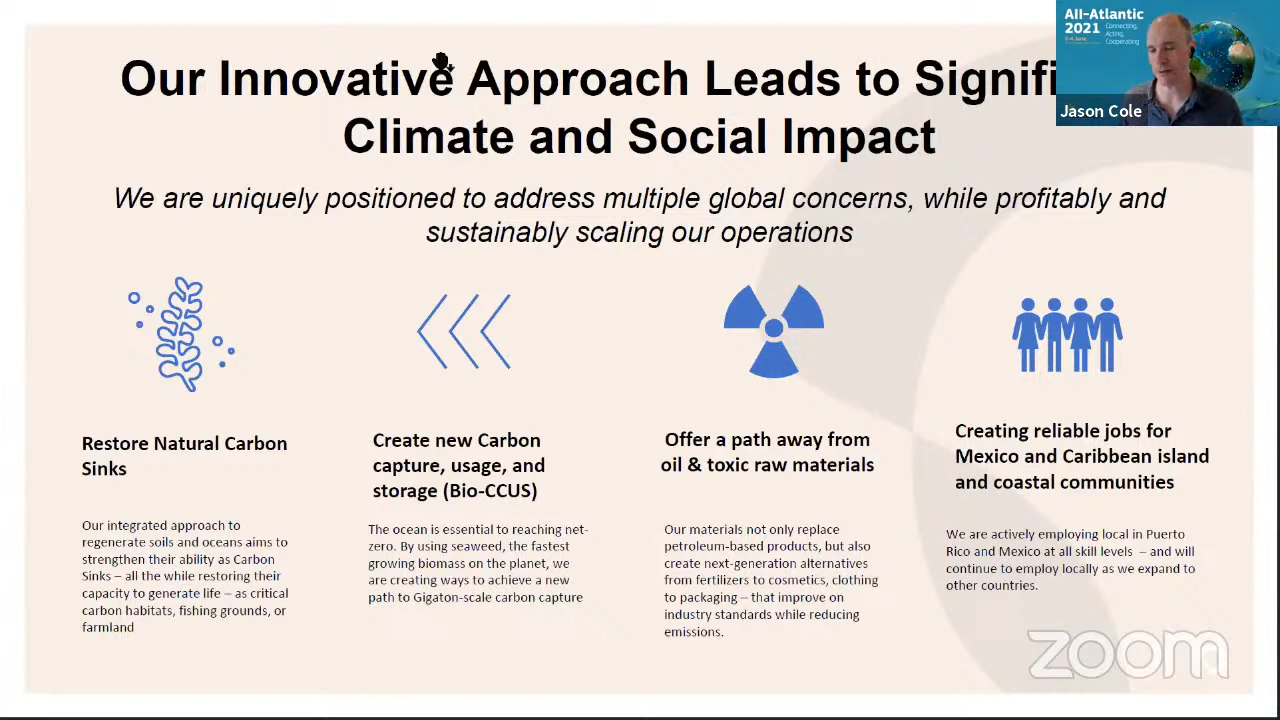 Our Innovative Approach Leads to Signifi
Climate and Social Impact
We are uniquely positioned to address multiple global concerns, while profitably and
sustainably scaling our operations
All-Atlantic
2021
Connecting,
Acting,
Cooperating
2-4 June
Jason Cole
Restore Natural Carbon
Sinks
Our integrated approach to
regenerate soils and oceans aims to
strengthen their ability as Carbon
Sinks – all the while restoring their
capacity to generate life – as critical
carbon habitats, fishing grounds, or
farmland
Create new Carbon
capture, usage, and
storage (Bio-CCUS)
The ocean is essential to reaching net-
zero. By using seaweed, the fastest
growing biomass on the planet, we
are creating ways to achieve a new
path to Gigaton-scale carbon capture
Offer a path away from
oil & toxic raw materials
Our materials not only replace
petroleum-based products, but also
create next-generation alternatives
from fertilizers to cosmetics, clothing
to packaging – that improve on
industry standards while reducing
emissions.
Creating reliable jobs for
Mexico and Caribbean island
and coastal communities
We are actively employing local in Puerto
Rico and Mexico at all skill levels – and will
continue to employ locally as we expand to
other countries.
zoom